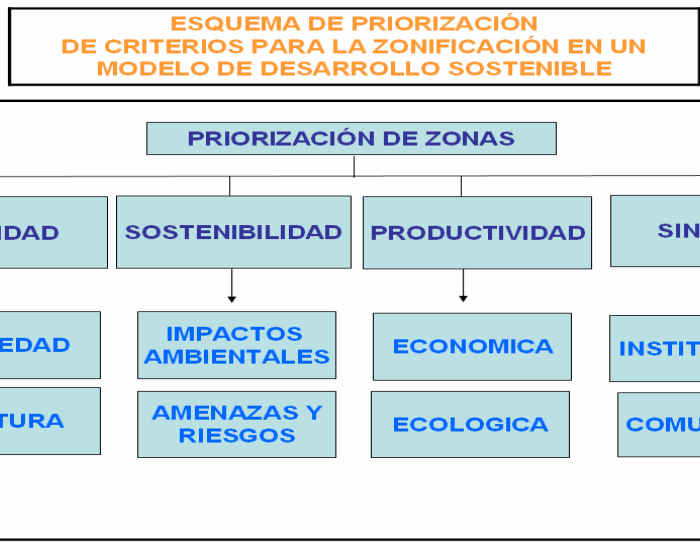 ESQUEMA DE PRIORIZACIÓN
DE CRITERIOS PARA LA ZONIFICACIÓN EN UN
MODELO DE DESARROLLO SOSTENIBLE
PRIORIZACIÓN DE ZONAS
IDAD
SOSTENIBILIDAD
PRODUCTIVIDAD
SIN
EDAD
IMPACTOS
AMBIENTALES
ECONOMICA
INSTIT
TURA
AMENAZAS Y
RIESGOS
ECOLOGICA
COMU